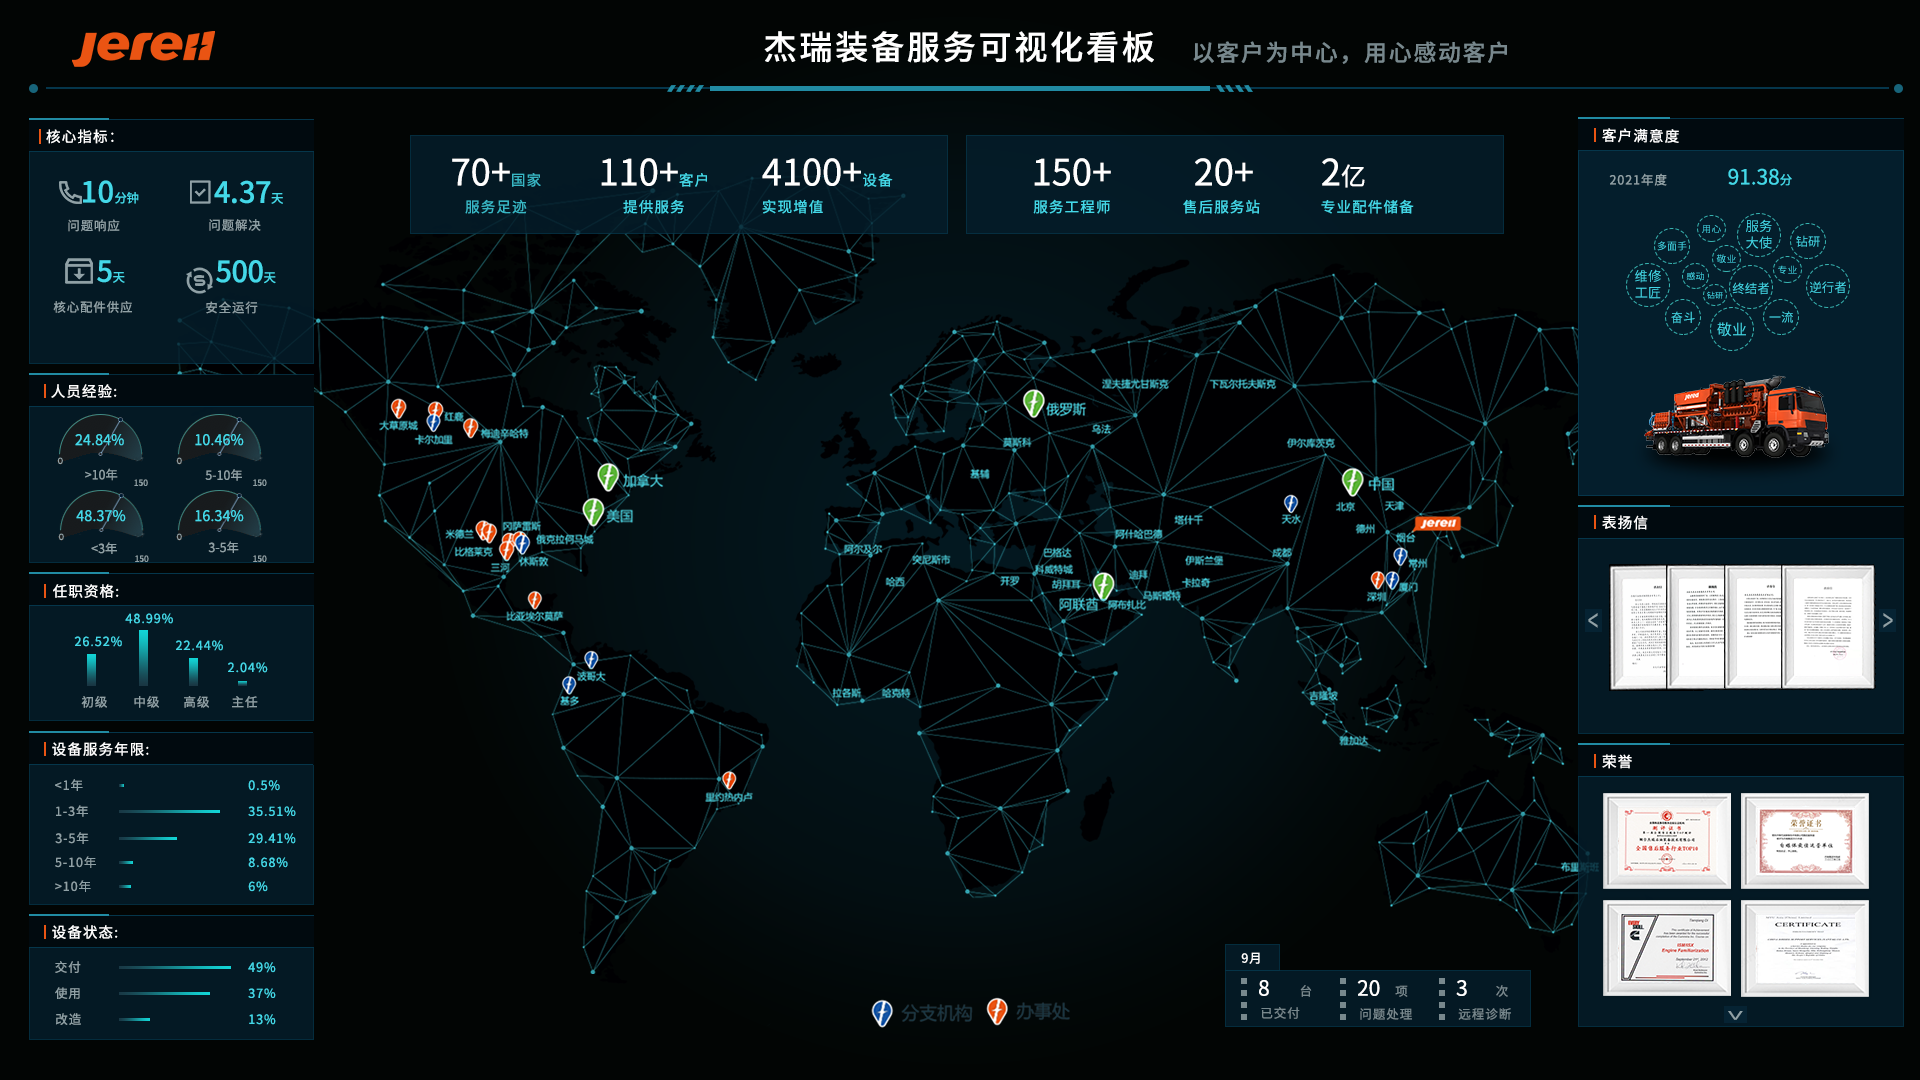 Jereh
杰瑞装备服务可视化看板
以客户为中心，用心感动客户
核心指标:
10分钟
4.37天
问题响应
问题解决
5天
500天
核心配件供应
安全运行
人员经验:
24.84%
0
>10年
150
10.46%
0
5-10年
150
48.37%
0
<3年
150
16.34%
0
3-5年
150
任职资格:
26.52%
48.99%
22.44%
2.04%
初级
中级
高级
主任
设备服务年限:
<1年 0.5%
1-3年 35.51%
3-5年 29.41%
5-10年 8.68%
>10年 6%
设备状态:
交付 49%
使用 37%
改造 13%
70+国家
服务足迹
110+客户
提供服务
4100+设备
实现增值
150+
服务工程师
20+
售后服务站
2亿
专业配件储备
大草原城
红鹿
卡尔加里
梅迪辛哈特
加拿大
美国
米德兰
冈萨雷斯
俄克拉何马城
比格莱克
休斯敦
三河
比亚埃尔莫萨
波哥大
基多
里约热内卢
涅夫捷尤甘斯克
下瓦尔托夫斯克
俄罗斯
乌法
莫斯科
基辅
伊尔库茨克
中国
北京
天津
天水
德州
Jereh
烟台
塔什干
阿什哈巴德
成都
常州
厦门
深圳
阿尔及尔
突尼斯市
巴格达
伊斯兰堡
科威特城
迪拜
哈西
开罗
胡拜耳
卡拉奇
马斯喀特
阿联酋
阿布扎比
拉各斯
哈克特
吉隆坡
雅加达
布里斯班
分支机构
办事处
9月
8 台
已交付
20 项
问题处理
3 次
远程诊断
客户满意度
2021年度
91.38分
用心
服务大使
多面手
钻研
敬业
专业
维修工匠
感动
钻研
终结者
逆行者
奋斗
一流
敬业
表扬信
<
>
荣誉
测评证书
全国售后服务行业TOP10
荣誉证书
Engine Familiarization
CERTIFICATE